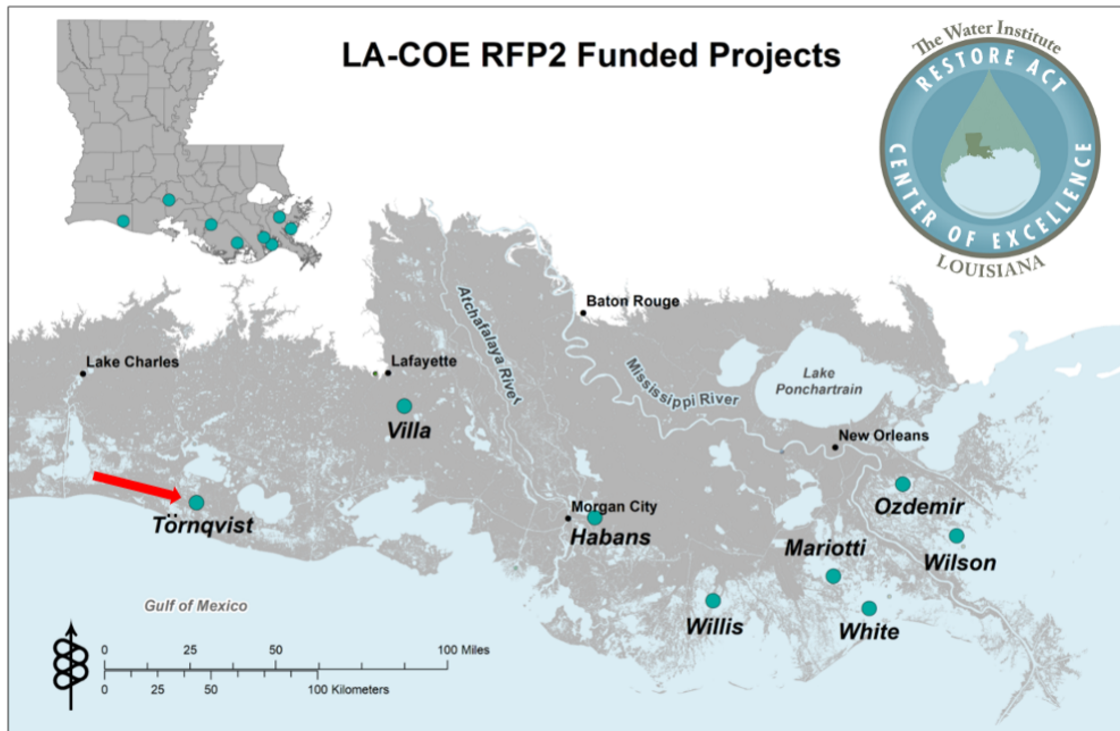 LA-COE RFP2 Funded Projects
The Water Institute
RESTORE ACT
CENTER OF EXCELLENCE
LOUISIANA
Atchafalaya River
Baton Rouge
Lake Charles
Lafayette
Mississippi River
Lake
Ponchartrain
Villa
New Orleans
Törnqvist
Morgan City
Habans
Ozdemir
Mariotti
Wilson
Gulf of Mexico
Willis
White
0 25 50 100 Miles
0 25 50 100 Kilometers